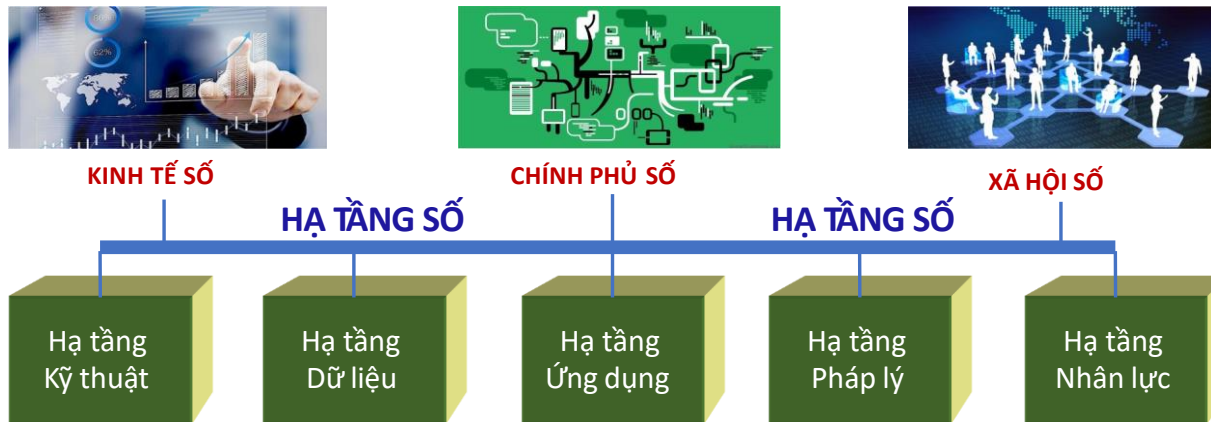 62%
KINH TẾ SỐ
CHÍNH PHỦ SỐ
XÃ HỘI SỐ
HẠ TẦNG SỐ
HẠ TẦNG SỐ
Hạ tầng
Kỹ thuật
Hạ tầng
Dữ liệu
Hạ tầng
Ứng dụng
Hạ tầng
Pháp lý
Hạ tầng
Nhân lực